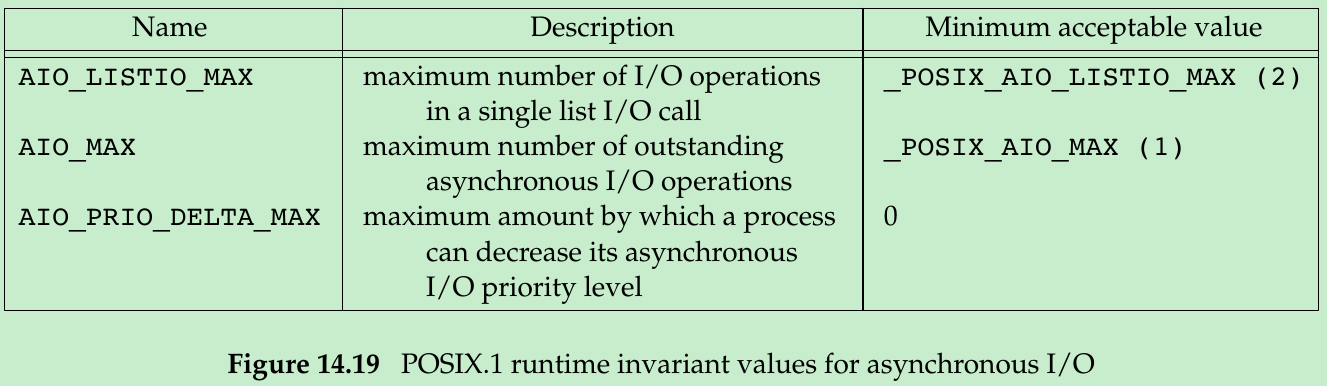 Name Description Minimum acceptable value
AIO_LISTIO_MAX maximum number of I/O operations _POSIX_AIO_LISTIO_MAX (2)
in a single list I/O call
AIO_MAX maximum number of outstanding _POSIX_AIO_MAX (1)
asynchronous I/O operations
AIO_PRIO_DELTA_MAX maximum amount by which a process 0
can decrease its asynchronous
I/O priority level
Figure 14.19 POSIX.1 runtime invariant values for asynchronous I/O